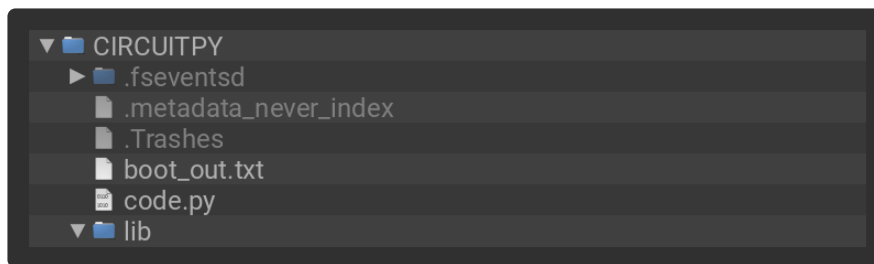 CIRCUITPY
.fseventsd
.metadata_never_index
.Trashes
boot_out.txt
code.py
lib